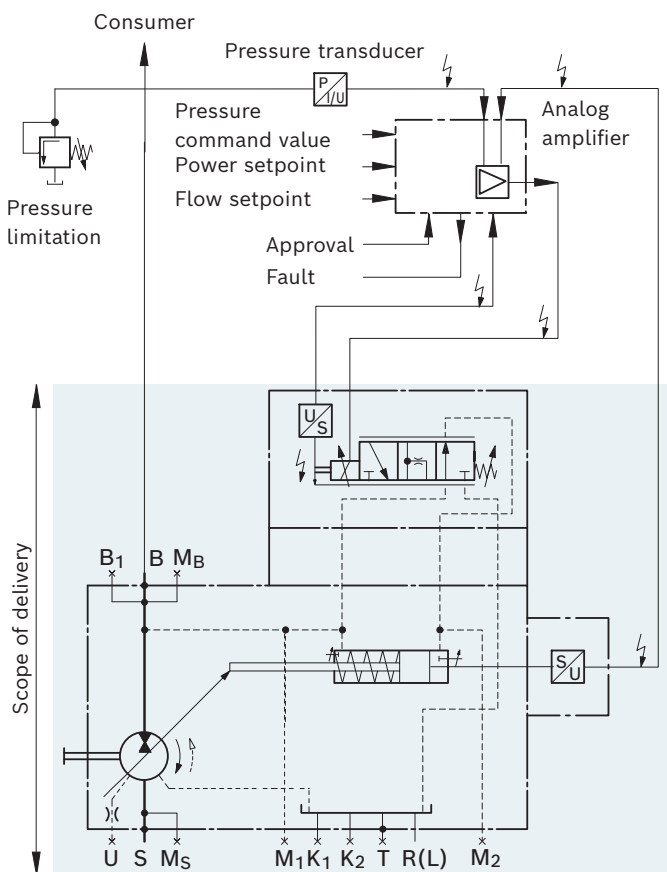 Consumer
Pressure transducer
P
I/U
Analog
amplifier
Pressure
command value
Power setpoint
Flow setpoint
Pressure
limitation
Approval
Fault
U
S
Scope of delivery
B1 B MB
S
U
U S MS M1 K1 K2 T R(L) M2